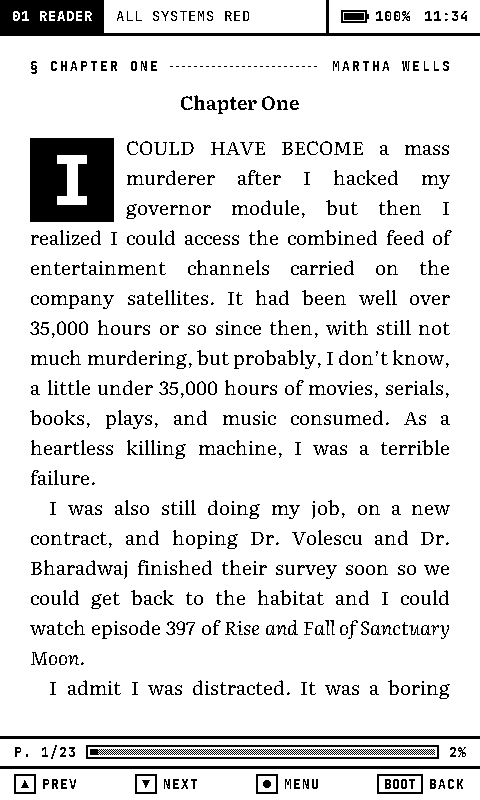 01 READER ALL SYSTEMS RED 100% 11:34
§ CHAPTER ONE MARTHA WELLS
Chapter One
I COULD HAVE BECOME a mass
murderer after I hacked my
governor module, but then I
realized I could access the combined feed of
entertainment channels carried on the
company satellites. It had been well over
35,000 hours or so since then, with still not
much murdering, but probably, I don’t know,
a little under 35,000 hours of movies, serials,
books, plays, and music consumed. As a
heartless killing machine, I was a terrible
failure.
I was also still doing my job, on a new
contract, and hoping Dr. Volescu and Dr.
Bharadwaj finished their survey soon so we
could get back to the habitat and I could
watch episode 397 of Rise and Fall of Sanctuary
Moon.
I admit I was distracted. It was a boring
P. 1/23 2%
▲ PREV ▼ NEXT ● MENU BOOT BACK